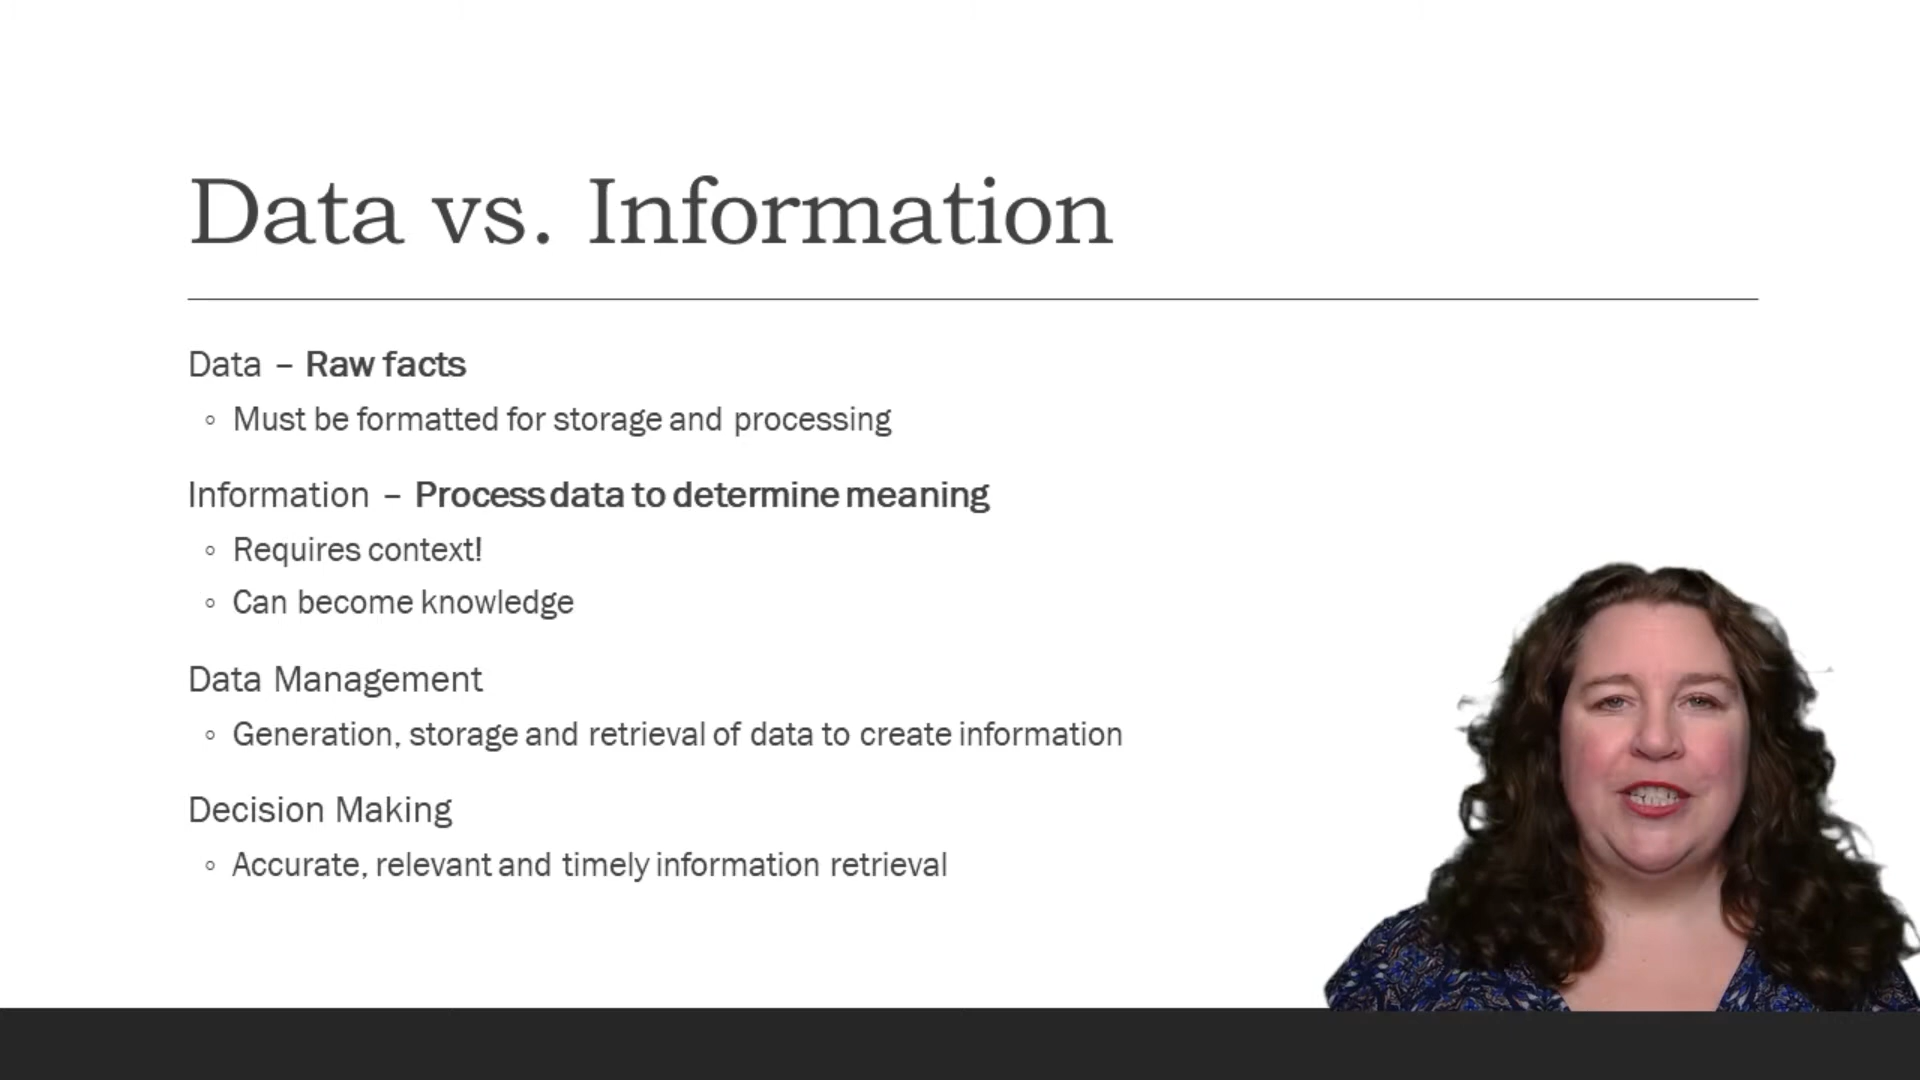 Data vs. Information
Data – Raw facts
◦ Must be formatted for storage and processing
Information – Process data to determine meaning
◦ Requires context!
◦ Can become knowledge
Data Management
◦ Generation, storage and retrieval of data to create information
Decision Making
◦ Accurate, relevant and timely information retrieval